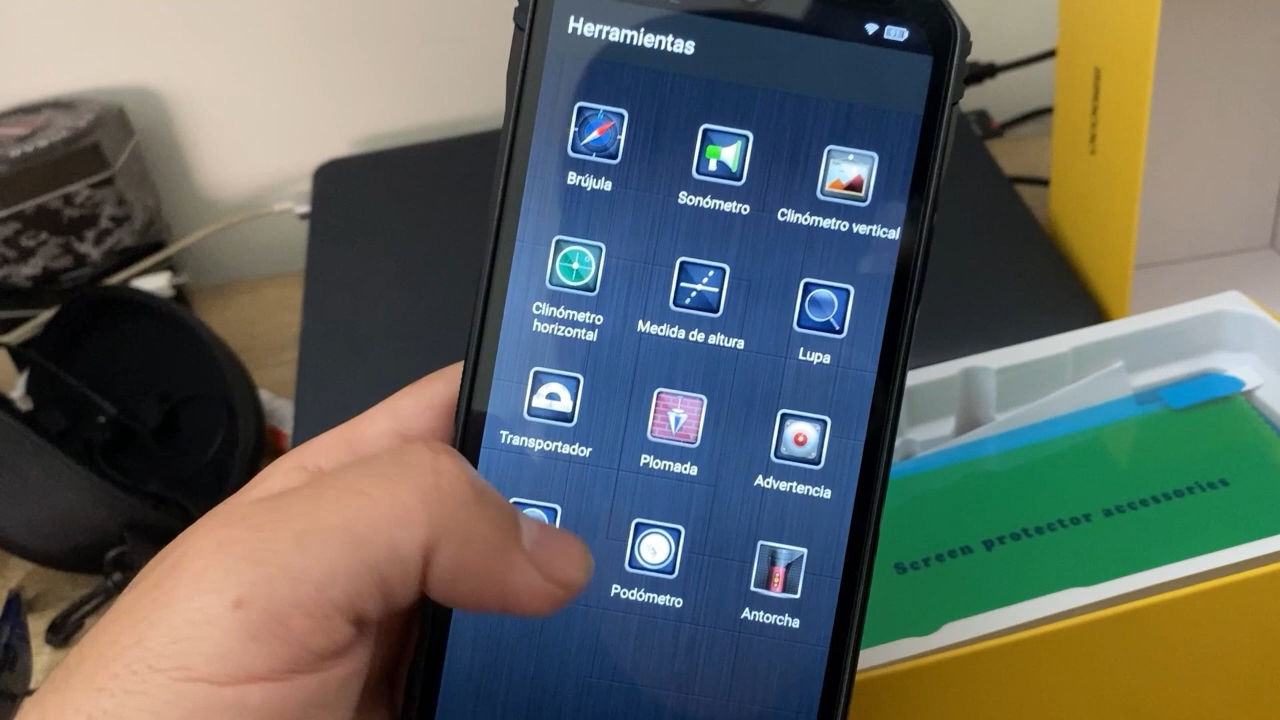 Herramientas
Brújula
Sonómetro
Clinómetro vertical
Clinómetro
horizontal
Medida de altura
Lupa
Transportador
Plomada
Advertencia
Podómetro
Antorcha
Screen protector accessories